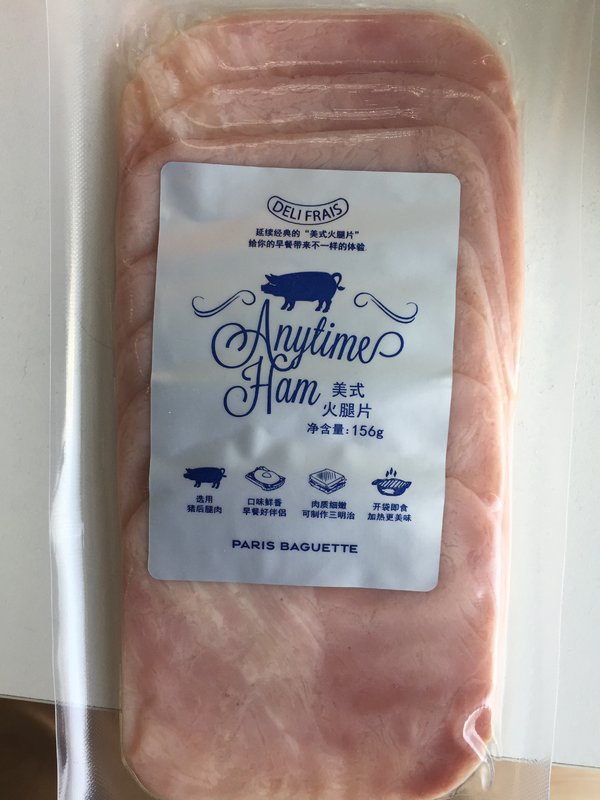 DELI FRAIS
延续经典的“美式火腿片”
给你的早餐带来不一样的体验.
Anytime
Ham 美式
火腿片
净含量:156g
选用
猪后腿肉
口味鲜香
早餐好伴侣
肉质细嫩
可制作三明治
开袋即食
加热更美味
PARIS BAGUETTE